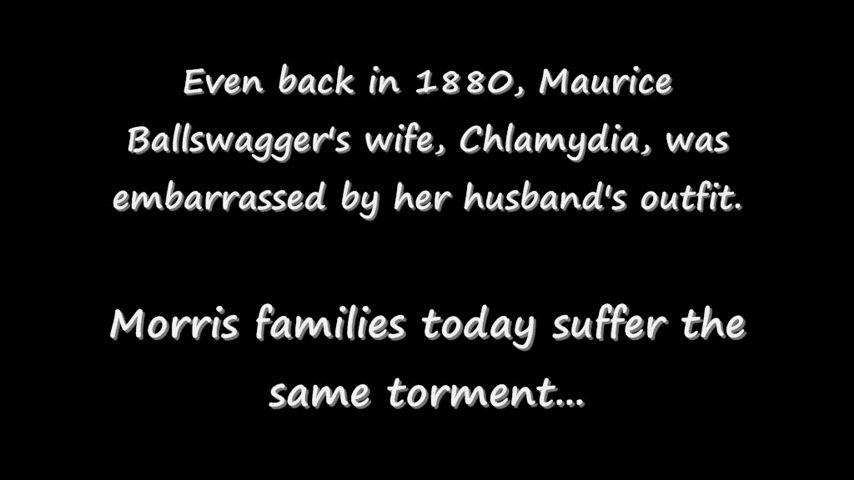 Even back in 1880, Maurice
Ballswagger's wife, Chlamydia, was
embarrassed by her husband's outfit.
Morris families today suffer the
same torment...